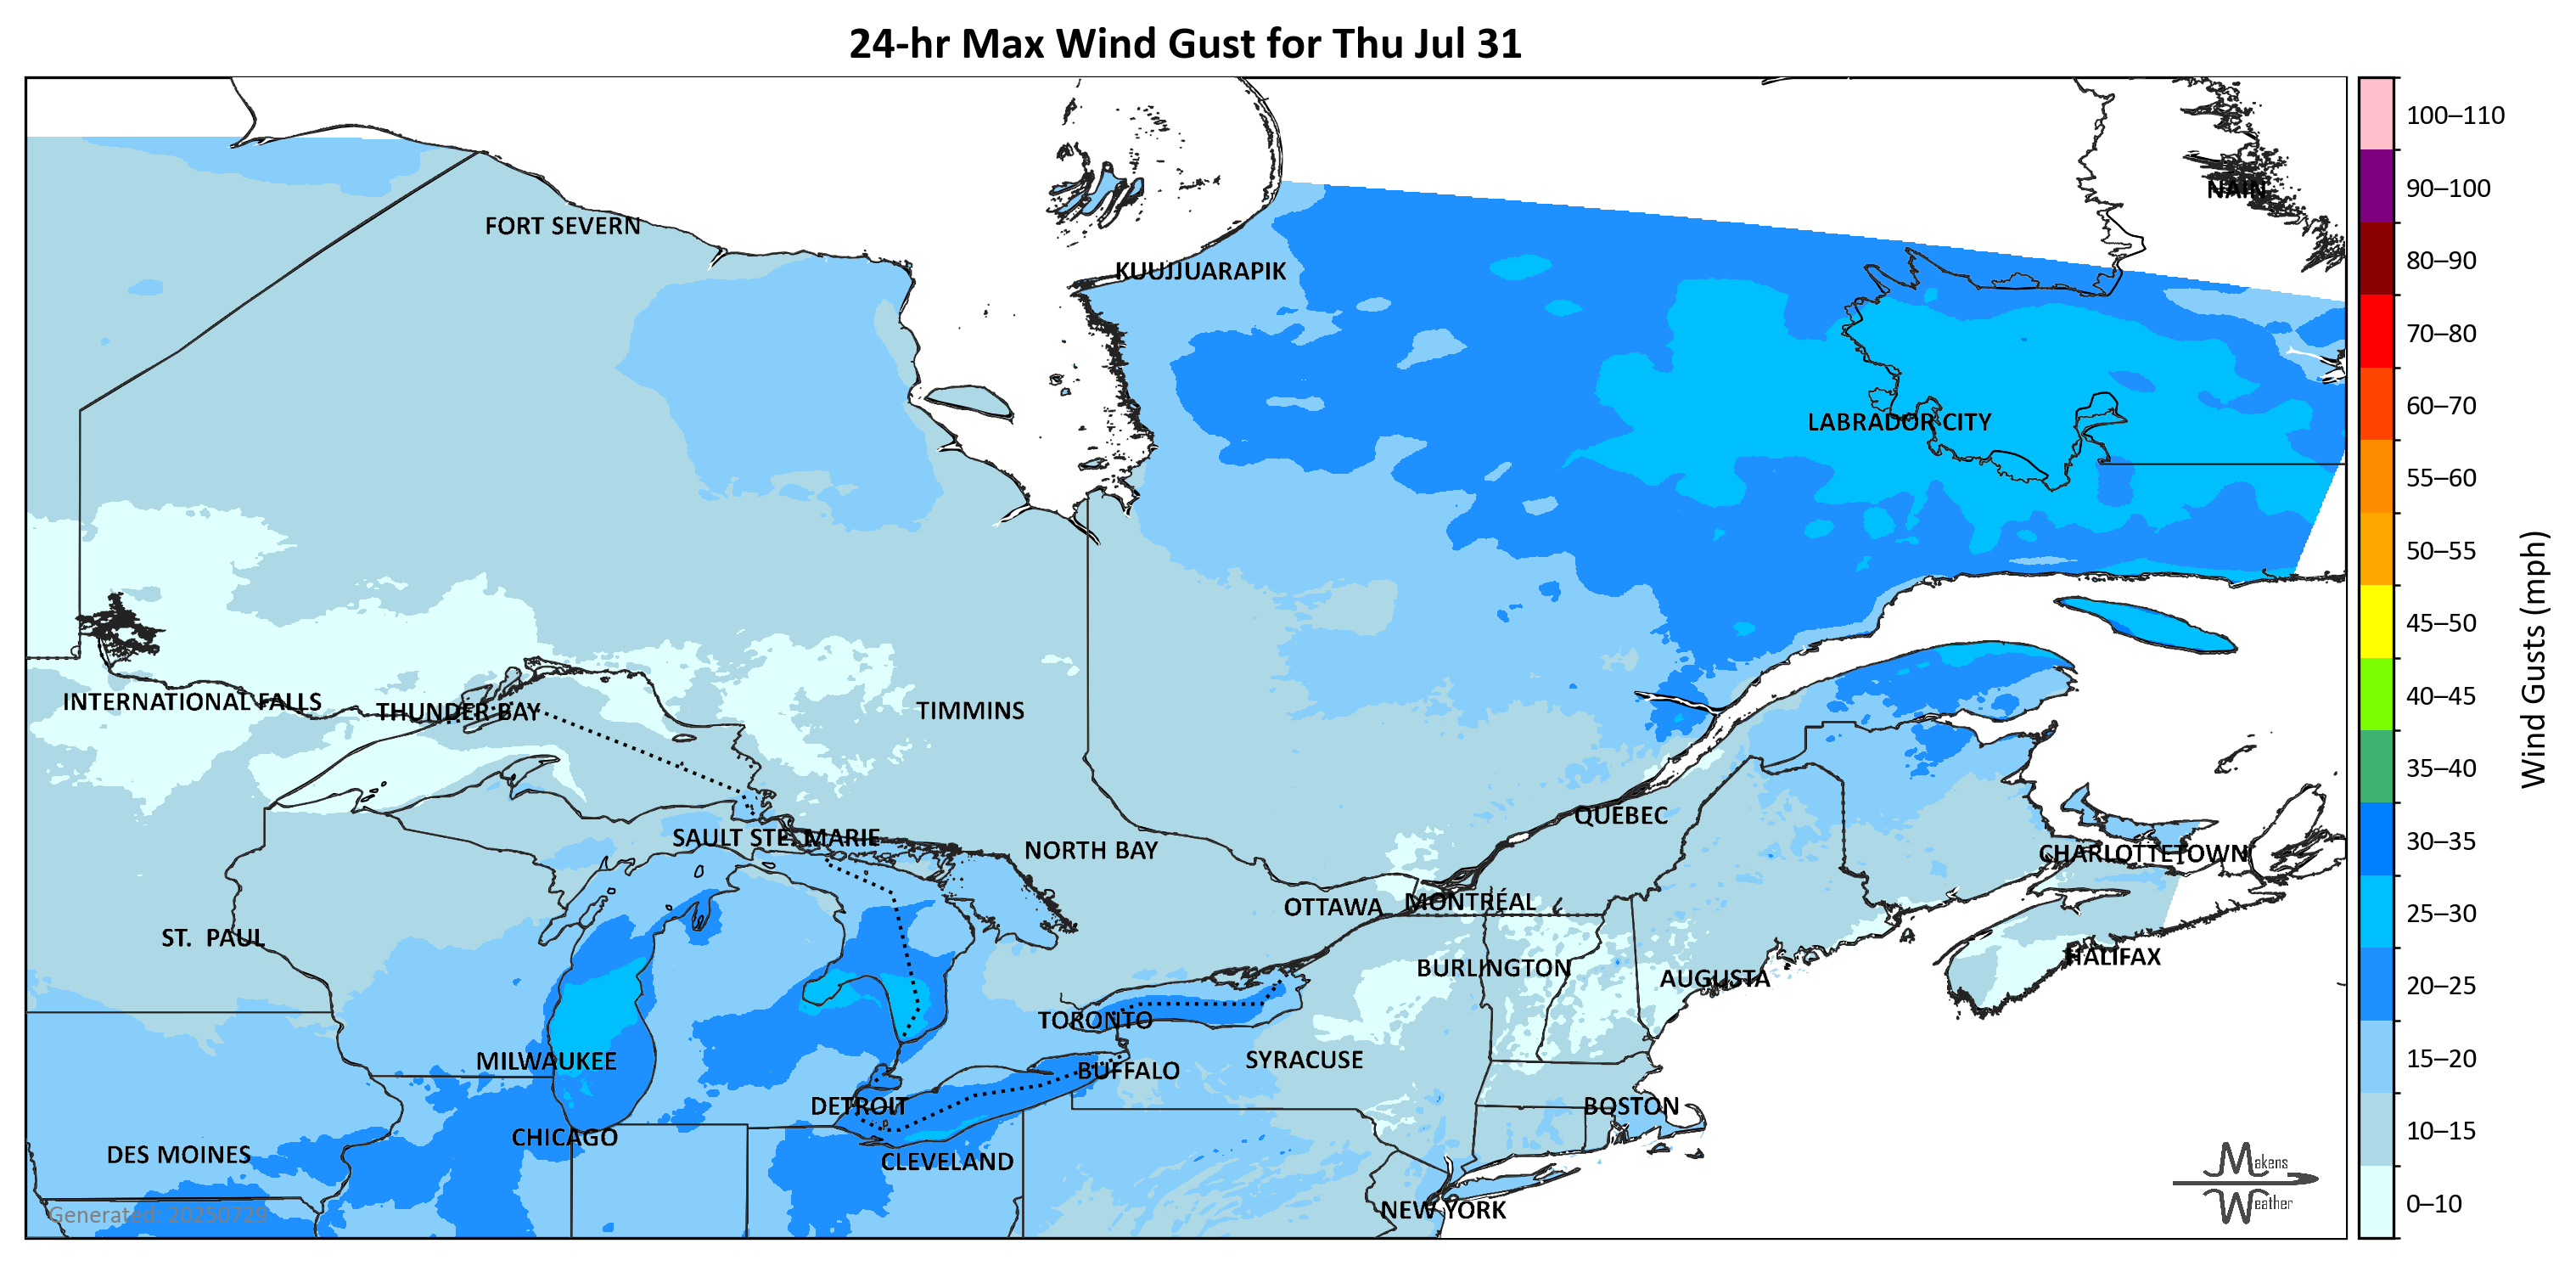 24-hr Max Wind Gust for Thu Jul 31
100–110
90–100
NAIN
FORT SEVERN
80–90
KUUJJUARAPIK
70–80
60–70
LABRADOR CITY
55–60
50–55
45–50
Wind Gusts (mph)
40–45
INTERNATIONAL FALLS
THUNDER BAY
TIMMINS
35–40
QUEBEC
30–35
SAULT STE. MARIE
NORTH BAY
CHARLOTTETOWN
OTTAWA
MONTRÉAL
25–30
ST. PAUL
HALIFAX
BURLINGTON
AUGUSTA
20–25
TORONTO
MILWAUKEE
SYRACUSE
15–20
BUFFALO
DETROIT
BOSTON
10–15
CHICAGO
DES MOINES
CLEVELAND
Makens
Weather
0–10
NEW YORK
Generated: 20250729